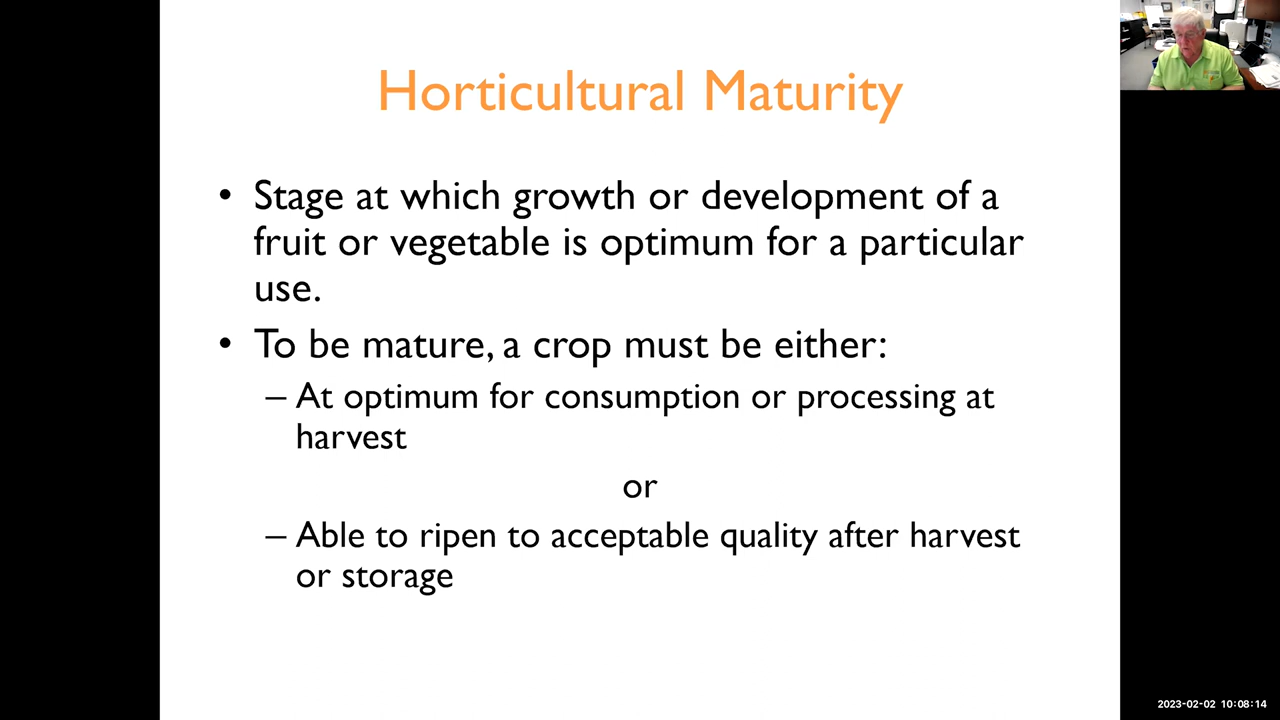 Horticultural Maturity
• Stage at which growth or development of a
fruit or vegetable is optimum for a particular
use.
• To be mature, a crop must be either:
– At optimum for consumption or processing at
harvest
or
– Able to ripen to acceptable quality after harvest
or storage
2023-02-02 10:08:14